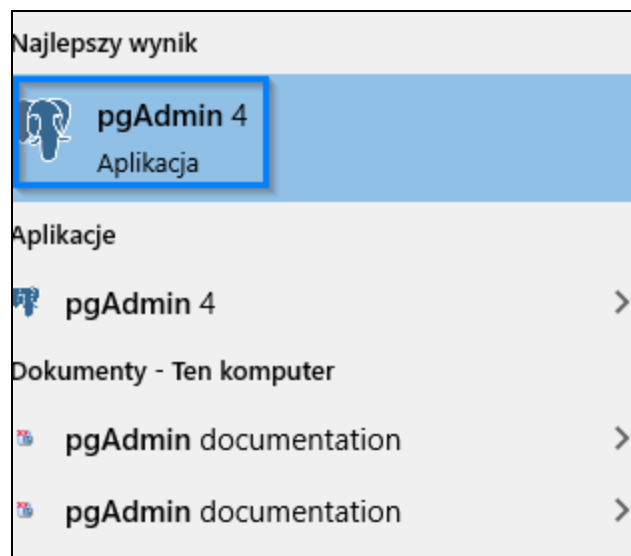 Najlepszy wynik
pgAdmin 4
Aplikacja
Aplikacje
pgAdmin 4
Dokumenty - Ten komputer
pgAdmin documentation
pgAdmin documentation